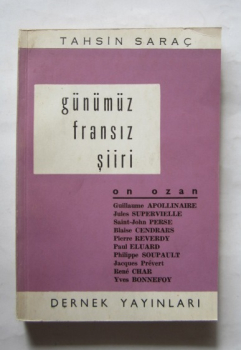 TAHSİN SARAÇ
günümüz
fransız
şiiri
on ozan
Guillaume APOLLINAIRE
Jules SUPERVIELLE
Saint-John PERSE
Blaise CENDRARS
Pierre REVERDY
Paul ELUARD
Philippe SOUPAULT
Jacques Prévert
René CHAR
Yves BONNEFOY
DERNEK YAYINLARI